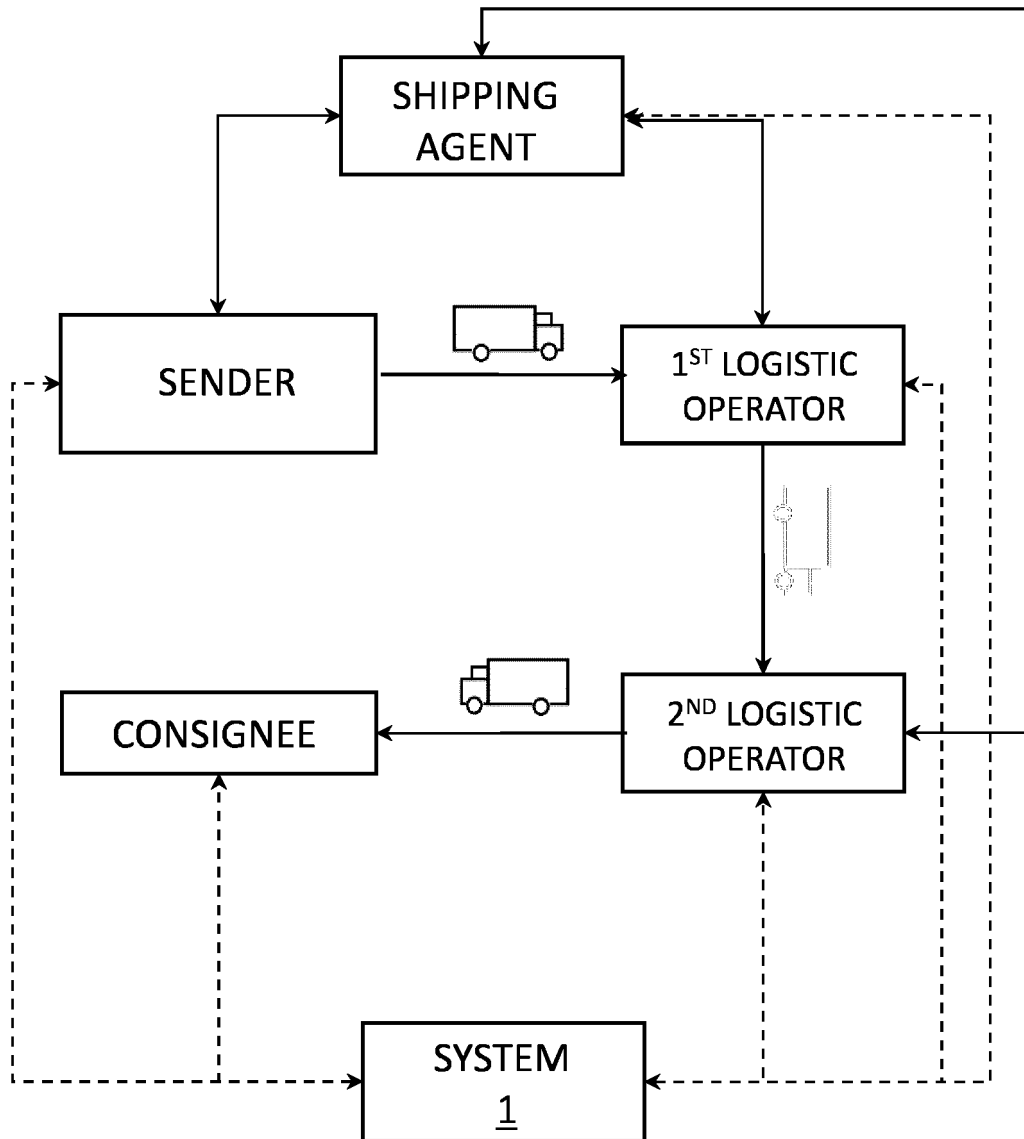 SHIPPING
AGENT
SENDER
1ST LOGISTIC
OPERATOR
CONSIGNEE
2ND LOGISTIC
OPERATOR
SYSTEM
1